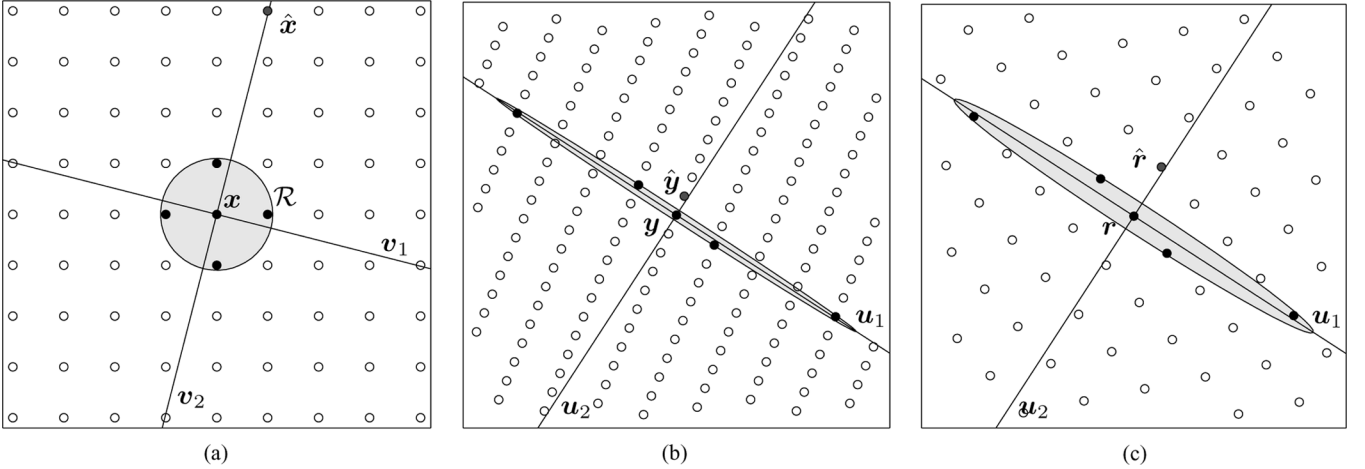 x̂
x
ℛ
v₁
v₂
(a)
ŷ
y
u₁
u₂
(b)
r̂
r
u₁
u₂
(c)